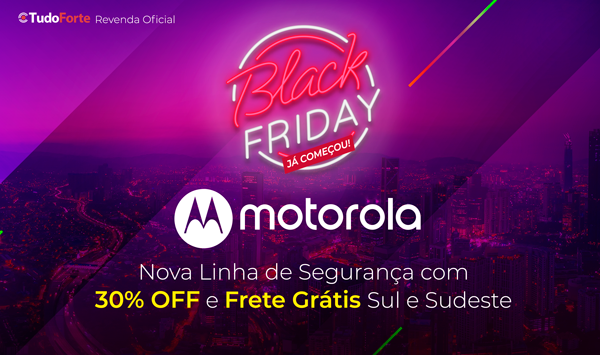 TudoForte Revenda Oficial
Black
FRIDAY
JÁ COMEÇOU!
motorola
Nova Linha de Segurança com
30% OFF e Frete Grátis Sul e Sudeste